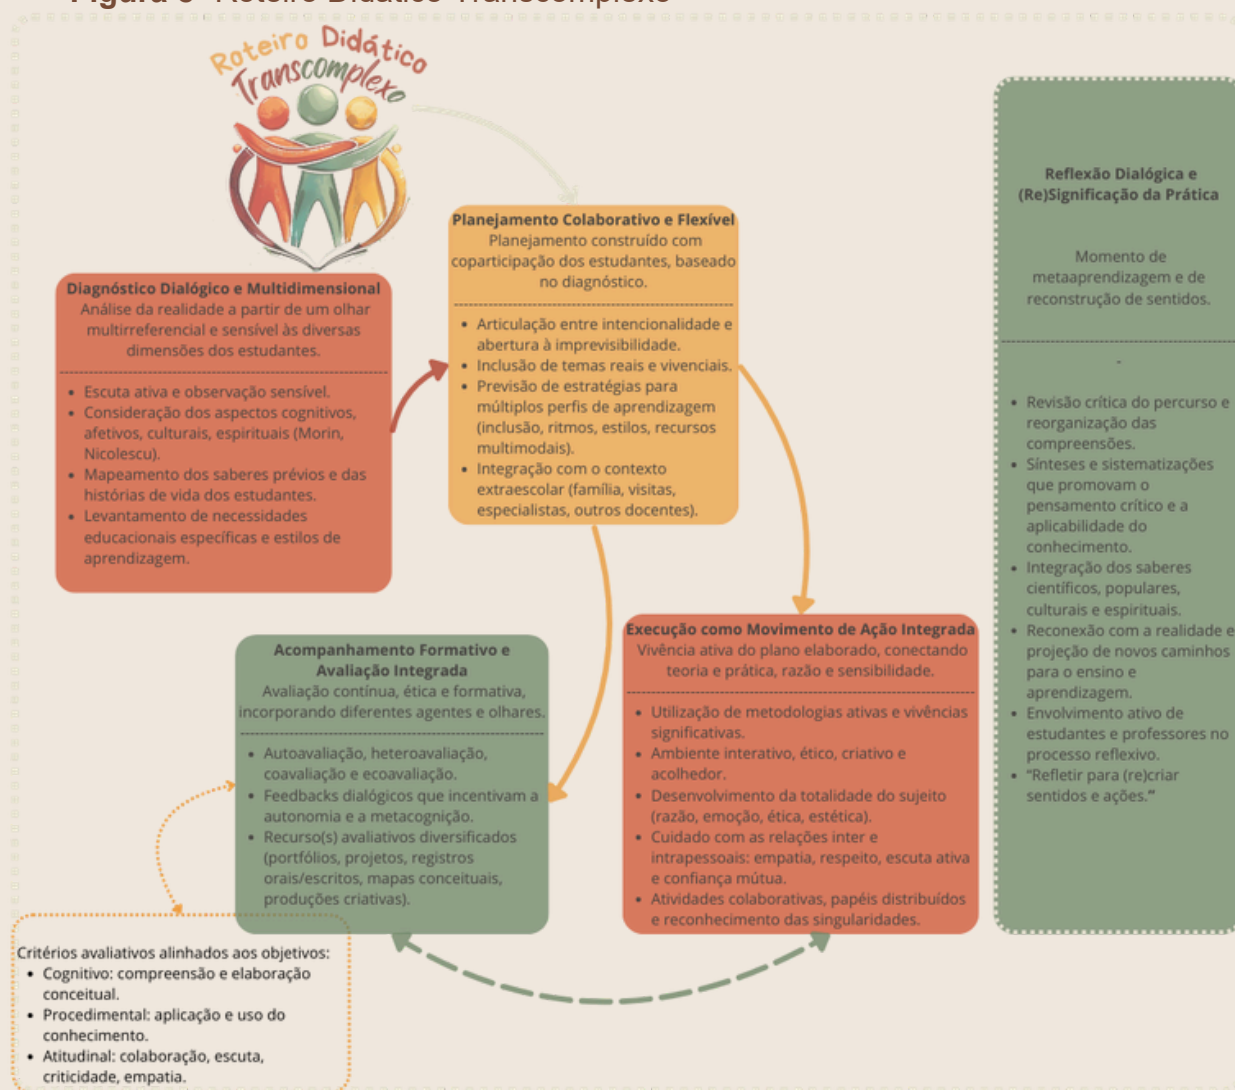 Roteiro Didático Transcomplexo
Roteiro Didático
Transcomplexo
Diagnóstico Dialógico e Multidimensional
Análise da realidade a partir de um olhar
multirreferencial e sensível às diversas
dimensões dos estudantes.
• Escuta ativa e observação sensível.
• Consideração dos aspectos cognitivos,
afetivos, culturais, espirituais (Morin,
Nicolescu).
• Mapeamento dos saberes prévios e das
histórias de vida dos estudantes.
• Levantamento de necessidades
educacionais específicas e estilos de
aprendizagem.
Planejamento Colaborativo e Flexível
Planejamento construído com
coparticipação dos estudantes, baseado
no diagnóstico.
• Articulação entre intencionalidade e
abertura à imprevisibilidade.
• Inclusão de temas reais e vivenciais.
• Previsão de estratégias para
múltiplos perfis de aprendizagem
(inclusão, ritmos, estilos, recursos
multimodais).
• Integração com o contexto
extraescolar (família, visitas,
especialistas, outros docentes).
Execução como Movimento de Ação Integrada
Vivência ativa do plano elaborado, conectando
teoria e prática, razão e sensibilidade.
• Utilização de metodologias ativas e vivências
significativas.
• Ambiente interativo, ético, criativo e
acolhedor.
• Desenvolvimento da totalidade do sujeito
(razão, emoção, ética, estética).
• Cuidado com as relações inter e
intrapessoais: empatia, respeito, escuta ativa
e confiança mútua.
• Atividades colaborativas, papéis distribuídos
e reconhecimento das singularidades.
Acompanhamento Formativo e
Avaliação Integrada
Avaliação contínua, ética e formativa,
incorporando diferentes agentes e olhares.
• Autoavaliação, heteroavaliação,
coavaliação e ecoavaliação.
• Feedbacks dialógicos que incentivam a
autonomia e a metacognição.
• Recurso(s) avaliativos diversificados
(portfólios, projetos, registros
orais/escritos, mapas conceituais,
produções criativas).
Critérios avaliativos alinhados aos objetivos:
• Cognitivo: compreensão e elaboração
conceitual.
• Procedimental: aplicação e uso do
conhecimento.
• Atitudinal: colaboração, escuta,
criticidade, empatia.
Reflexão Dialógica e
(Re)Significação da Prática
Momento de
metaaprendizagem e de
reconstrução de sentidos.
-
• Revisão crítica do percurso e
reorganização das
compreensões.
• Sínteses e sistematizações
que promovam o
pensamento crítico e a
aplicabilidade do
conhecimento.
• Integração dos saberes
científicos, populares,
culturais e espirituais.
• Reconexão com a realidade e
projeção de novos caminhos
para o ensino e
aprendizagem.
• Envolvimento ativo de
estudantes e professores no
processo reflexivo.
• "Refletir para (re)criar
sentidos e ações."